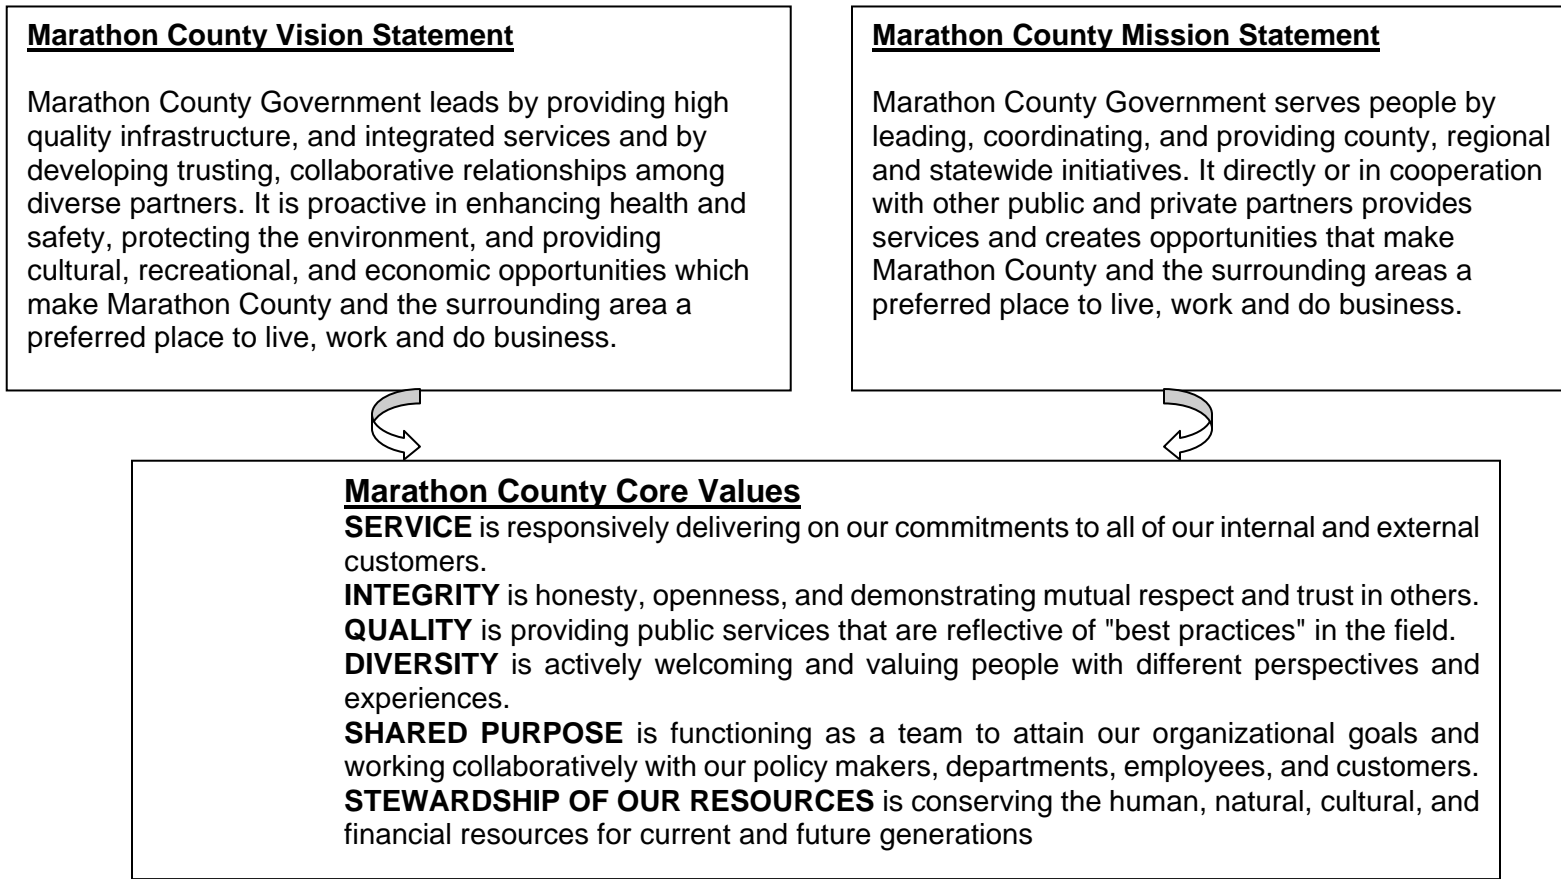 Marathon County Vision Statement
Marathon County Government leads by providing high
quality infrastructure, and integrated services and by
developing trusting, collaborative relationships among
diverse partners. It is proactive in enhancing health and
safety, protecting the environment, and providing
cultural, recreational, and economic opportunities which
make Marathon County and the surrounding area a
preferred place to live, work and do business.
Marathon County Mission Statement
Marathon County Government serves people by
leading, coordinating, and providing county, regional
and statewide initiatives. It directly or in cooperation
with other public and private partners provides
services and creates opportunities that make
Marathon County and the surrounding areas a
preferred place to live, work and do business.
Marathon County Core Values
SERVICE is responsively delivering on our commitments to all of our internal and external
customers.
INTEGRITY is honesty, openness, and demonstrating mutual respect and trust in others.
QUALITY is providing public services that are reflective of "best practices" in the field.
DIVERSITY is actively welcoming and valuing people with different perspectives and
experiences.
SHARED PURPOSE is functioning as a team to attain our organizational goals and
working collaboratively with our policy makers, departments, employees, and customers.
STEWARDSHIP OF OUR RESOURCES is conserving the human, natural, cultural, and
financial resources for current and future generations